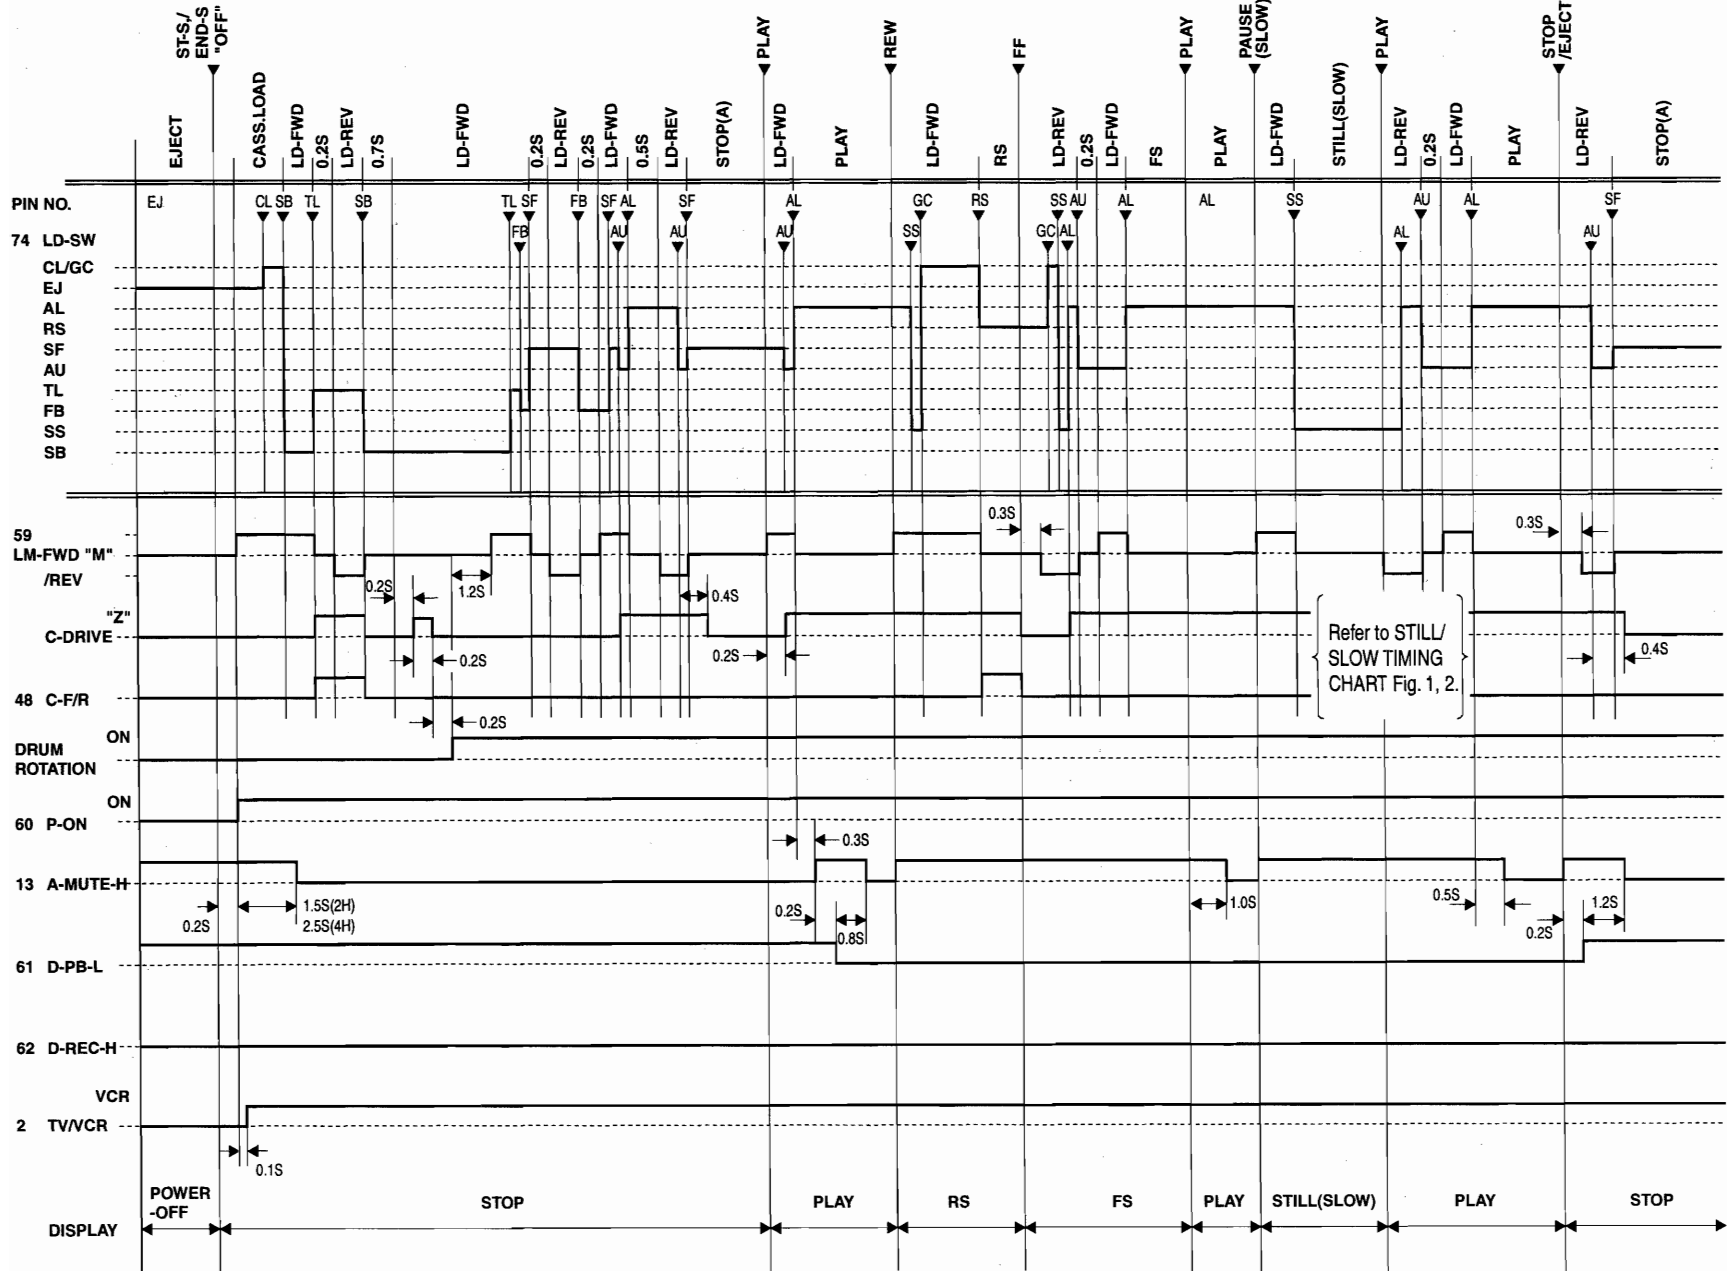 ST-S,/
END-S
"OFF"
PLAY
REW
FF
PLAY
PAUSE
(SLOW)
PLAY
STOP
/EJECT
EJECT
CASS.LOAD
LD-FWD
0.2S
LD-REV
0.7S
LD-FWD
0.2S
LD-REV
0.2S
LD-FWD
0.5S
LD-REV
STOP(A)
LD-FWD
PLAY
LD-FWD
RS
LD-REV
0.2S
LD-FWD
FS
PLAY
LD-FWD
STILL(SLOW)
LD-REV
0.2S
LD-FWD
PLAY
LD-REV
STOP(A)
PIN NO.
EJ
CL SB TL SB TL SF FB SF AL SF AL GC RS SS AU AL AL SS AU AL SF
74 LD-SW
FB AU AU AU SS GC AL AL AU
CL/GC
EJ
AL
RS
SF
AU
TL
FB
SS
SB
59
LM-FWD "M"
/REV
0.3S
0.3S
0.2S
1.2S
0.4S
"Z"
C-DRIVE
0.2S
0.2S
0.4S
Refer to STILL/
SLOW TIMING
CHART Fig. 1, 2.
48 C-F/R
0.2S
ON
DRUM
ROTATION
ON
60 P-ON
0.3S
13 A-MUTE-H
0.2S
1.5S(2H)
2.5S(4H)
0.2S
0.8S
1.0S
0.5S
0.2S
1.2S
61 D-PB-L
62 D-REC-H
VCR
2 TV/VCR
0.1S
POWER
-OFF
STOP
PLAY
RS
FS
PLAY
STILL(SLOW)
PLAY
STOP
DISPLAY